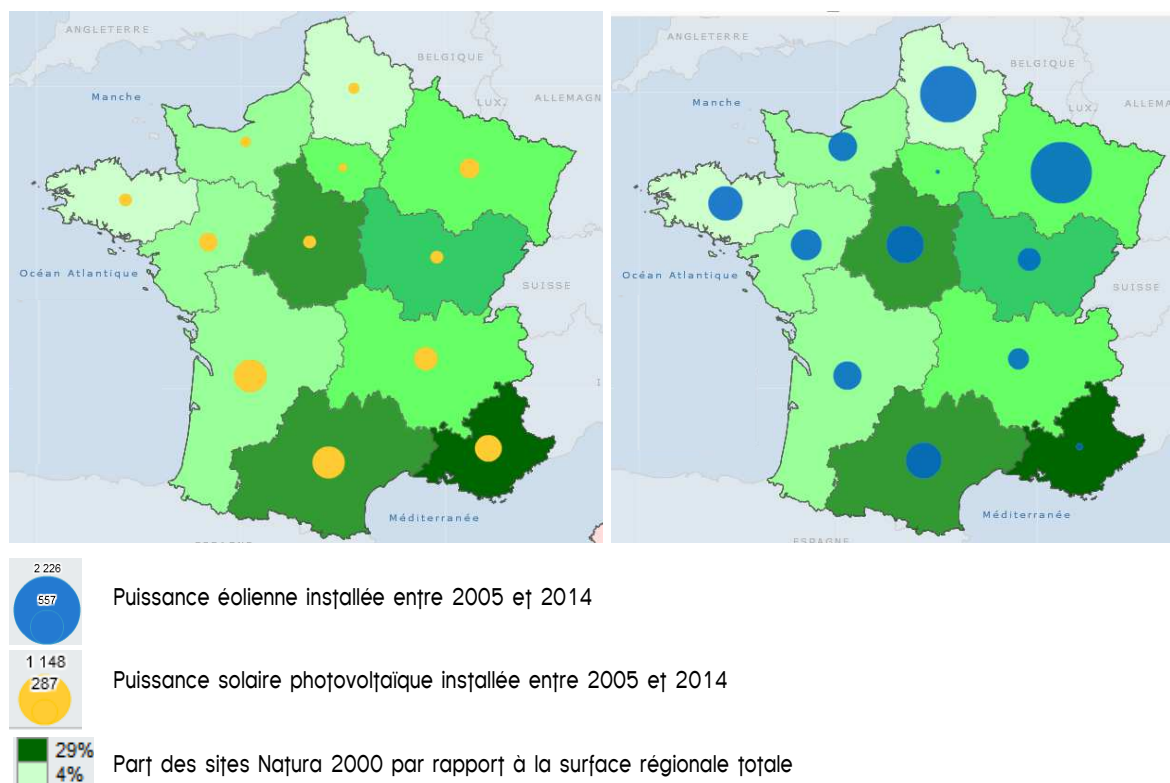 ANGLETERRE
BELGIQUE
Manche
LUX.
ALLEMAGN
Océan Atlantique
SUISSE
I
Méditerranée
ESPAGNE
ANGLETERRE
BELGIQUE
Manche
LUX.
ALLEMA
Océan Atlantique
SUISSE
Méditerranée
ESPAGNE
2 226
557
Puissance éolienne installée entre 2005 et 2014
1 148
287
Puissance solaire photovoltaïque installée entre 2005 et 2014
29%
4%
Part des sites Natura 2000 par rapport à la surface régionale totale